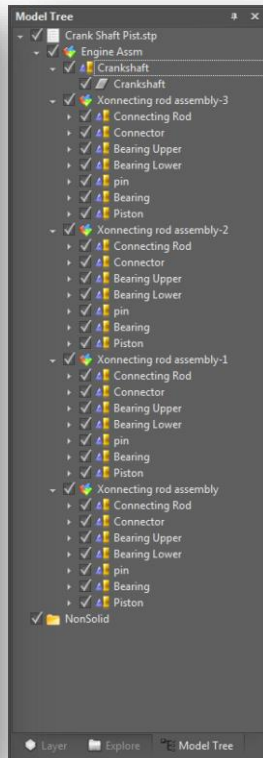 Model Tree
Crank Shaft Pist.stp
Engine Assm
Crankshaft
Crankshaft
Xonnecting rod assembly-3
Connecting Rod
Connector
Bearing Upper
Bearing Lower
pin
Bearing
Piston
Xonnecting rod assembly-2
Connecting Rod
Connector
Bearing Upper
Bearing Lower
pin
Bearing
Piston
Xonnecting rod assembly-1
Connecting Rod
Connector
Bearing Upper
Bearing Lower
pin
Bearing
Piston
Xonnecting rod assembly
Connecting Rod
Connector
Bearing Upper
Bearing Lower
pin
Bearing
Piston
NonSolid
Layer Explore Model Tree